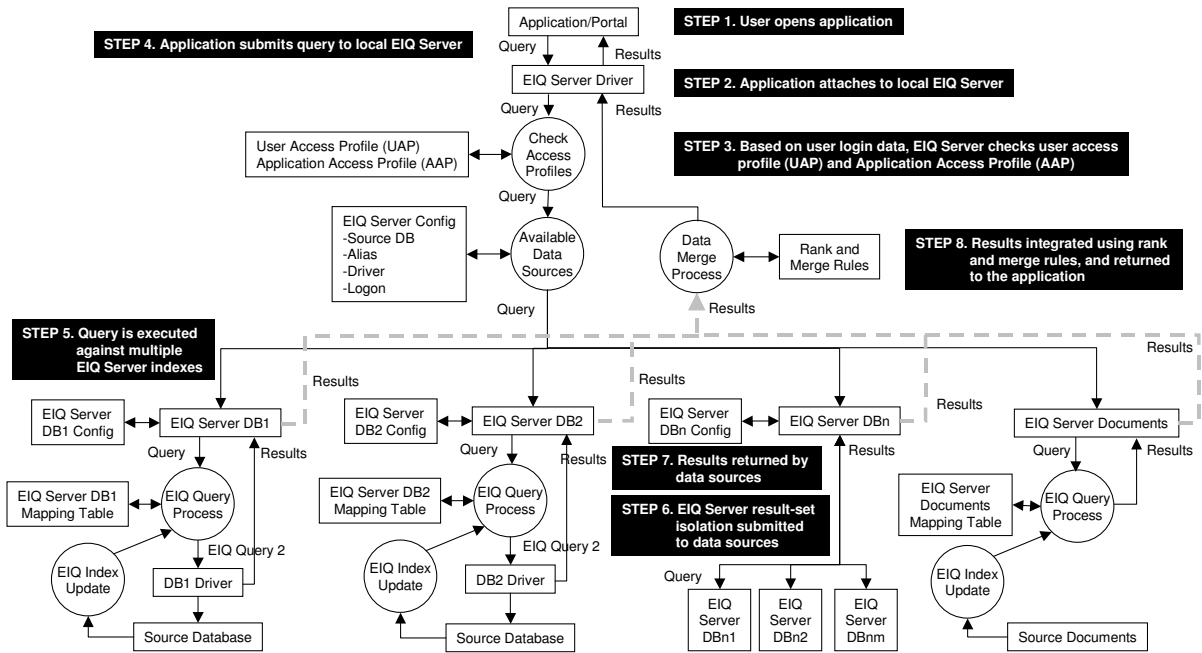 Application/Portal
STEP 1. User opens application
STEP 4. Application submits query to local EIQ Server
Query
Results
EIQ Server Driver
STEP 2. Application attaches to local EIQ Server
Query
Results
User Access Profile (UAP)
Application Access Profile (AAP)
Check
Access
Profiles
STEP 3. Based on user login data, EIQ Server checks user access
profile (UAP) and Application Access Profile (AAP)
Query
EIQ Server Config
-Source DB
-Alias
-Driver
-Logon
Available
Data
Sources
Data
Merge
Process
Rank and
Merge Rules
STEP 8. Results integrated using rank
and merge rules, and returned
to the application
Query
Results
STEP 5. Query is executed
against multiple
EIQ Server indexes
Results
Results
Results
Results
EIQ Server
DB1 Config
EIQ Server DB1
EIQ Server
DB2 Config
EIQ Server DB2
EIQ Server
DBn Config
EIQ Server DBn
EIQ Server Documents
Query
Results
Query
Results
Query
Results
STEP 7. Results returned by
data sources
EIQ Server DB1
Mapping Table
EIQ Query
Process
EIQ Server DB2
Mapping Table
EIQ Query
Process
STEP 6. EIQ Server result-set
isolation submitted
to data sources
EIQ Server
Documents
Mapping Table
EIQ Query
Process
EIQ Query 2
EIQ Query 2
EIQ Index
Update
DB1 Driver
EIQ Index
Update
DB2 Driver
Query
EIQ
Server
DBn1
EIQ
Server
DBn2
EIQ
Server
DBnm
EIQ Index
Update
Source Database
Source Database
Source Documents